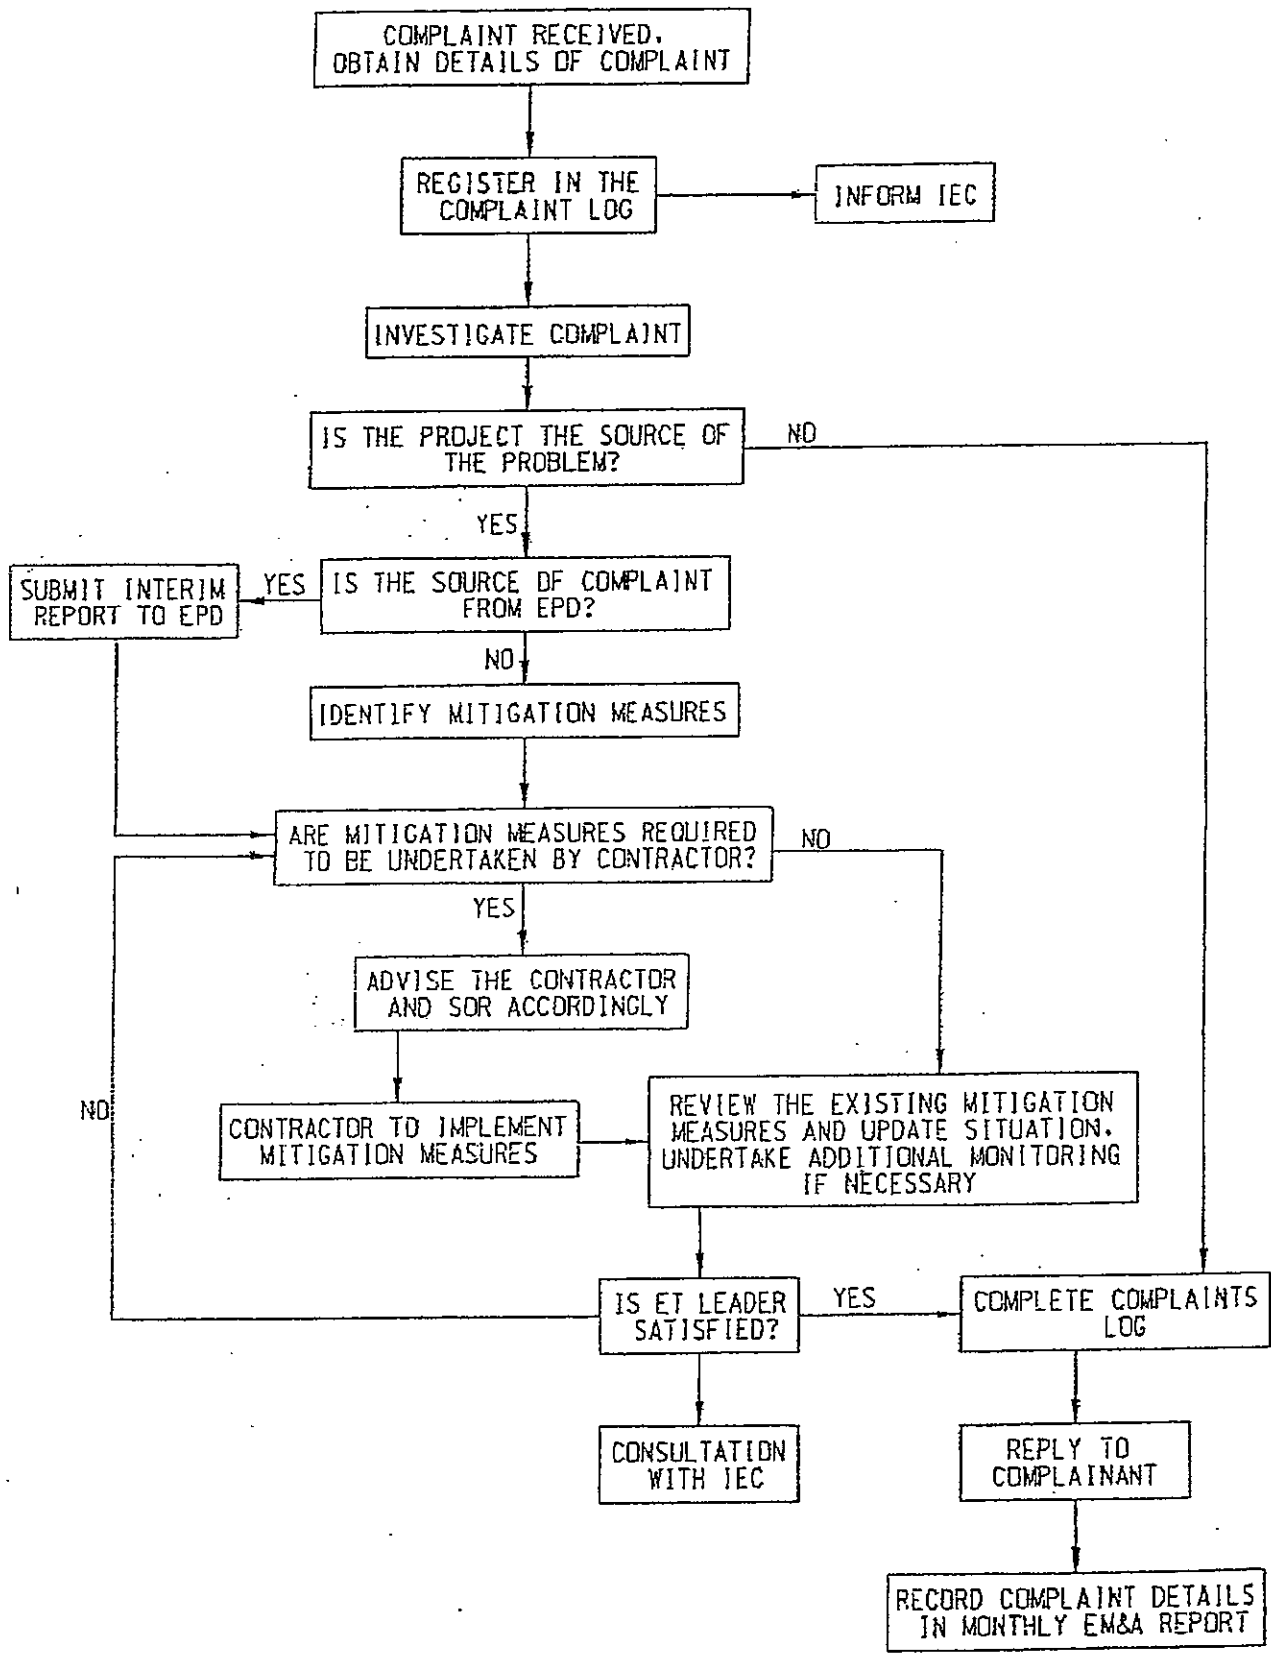 COMPLAINT RECEIVED.
OBTAIN DETAILS OF COMPLAINT
REGISTER IN THE
COMPLAINT LOG
INFORM IEC
INVESTIGATE COMPLAINT
IS THE PROJECT THE SOURCE OF
THE PROBLEM?
NO
YES
SUBMIT INTERIM
REPORT TO EPD
YES
IS THE SOURCE OF COMPLAINT
FROM EPD?
NO
IDENTIFY MITIGATION MEASURES
ARE MITIGATION MEASURES REQUIRED
TO BE UNDERTAKEN BY CONTRACTOR?
NO
YES
ADVISE THE CONTRACTOR
AND SOR ACCORDINGLY
NO
CONTRACTOR TO IMPLEMENT
MITIGATION MEASURES
REVIEW THE EXISTING MITIGATION
MEASURES AND UPDATE SITUATION.
UNDERTAKE ADDITIONAL MONITORING
IF NECESSARY
IS ET LEADER
SATISFIED?
YES
COMPLETE COMPLAINTS
LOG
CONSULTATION
WITH IEC
REPLY TO
COMPLAINANT
RECORD COMPLAINT DETAILS
IN MONTHLY EM&A REPORT